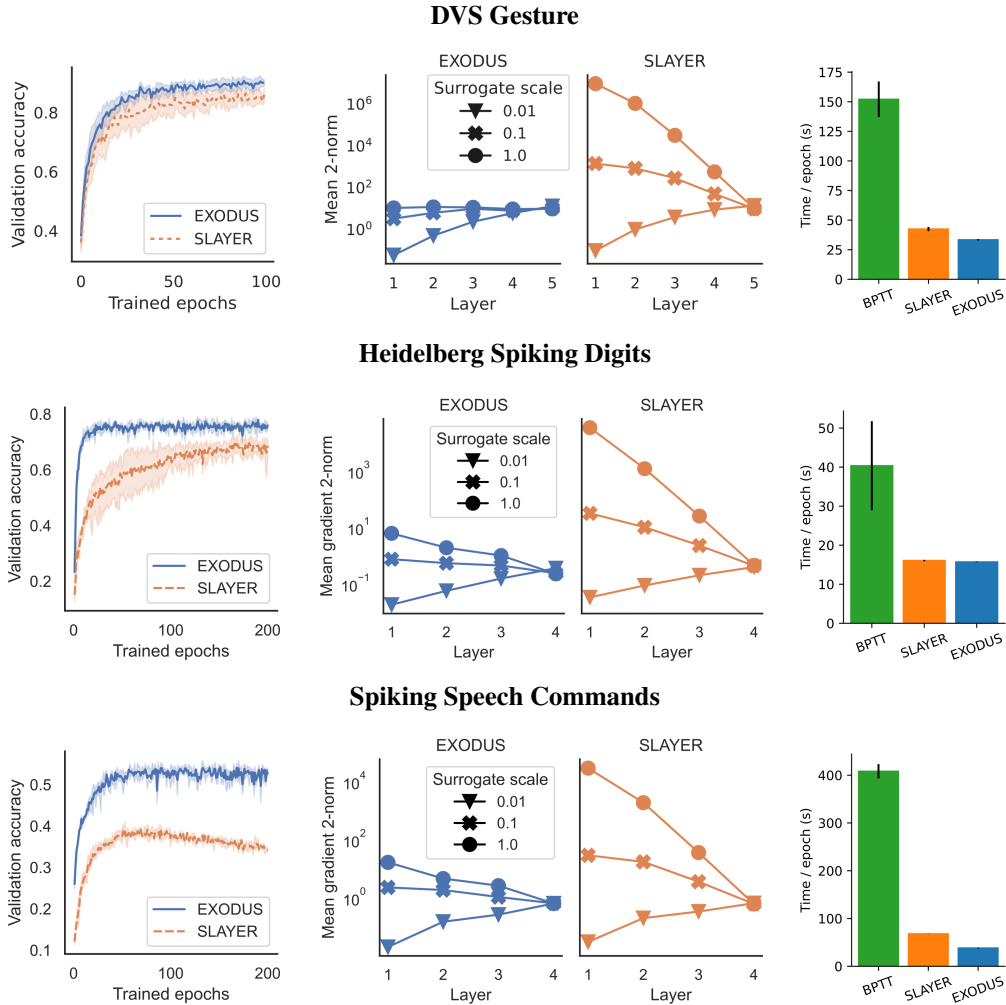 DVS Gesture
Validation accuracy
0.8
0.6
0.4
EXODUS
SLAYER
0
50
100
Trained epochs
EXODUS
SLAYER
Mean 2-norm
10^6
10^4
10^2
10^0
Surrogate scale
0.01
0.1
1.0
1 2 3 4 5
Layer
1 2 3 4 5
Layer
Time / epoch (s)
175
150
125
100
75
50
25
0
BPTT
SLAYER
EXODUS
Heidelberg Spiking Digits
Validation accuracy
0.8
0.6
0.4
0.2
EXODUS
SLAYER
0
100
200
Trained epochs
EXODUS
SLAYER
Mean gradient 2-norm
10^3
10^1
10^−1
Surrogate scale
0.01
0.1
1.0
1 2 3 4
Layer
1 2 3 4
Layer
Time / epoch (s)
50
40
30
20
10
0
BPTT
SLAYER
EXODUS
Spiking Speech Commands
Validation accuracy
0.5
0.4
0.3
0.2
0.1
EXODUS
SLAYER
0
100
200
Trained epochs
EXODUS
SLAYER
Mean gradient 2-norm
10^4
10^2
10^0
Surrogate scale
0.01
0.1
1.0
1 2 3 4
Layer
1 2 3 4
Layer
Time / epoch (s)
400
300
200
100
0
BPTT
SLAYER
EXODUS